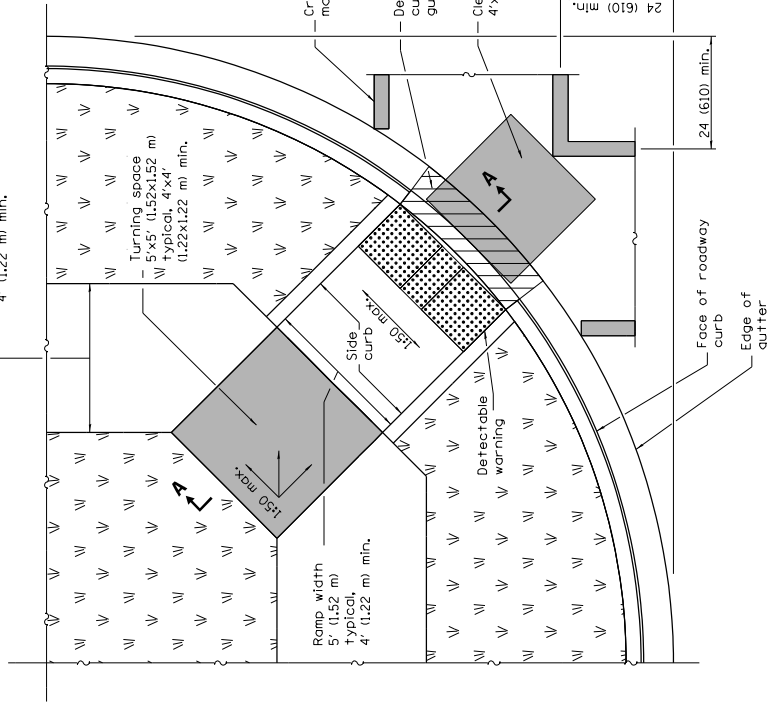 4' (1.22 m) min.
Turning space
5'x5' (1.52x1.52 m)
typical, 4'x4'
(1.22x1.22 m) min.
Side
curb
1:50 max.
1:50 max.
A
A
Ramp width
5' (1.52 m)
typical,
4' (1.22 m) min.
Detectable
warning
24 (610) min.
24 (610) min.
Face of roadway
curb
Edge of
gutter